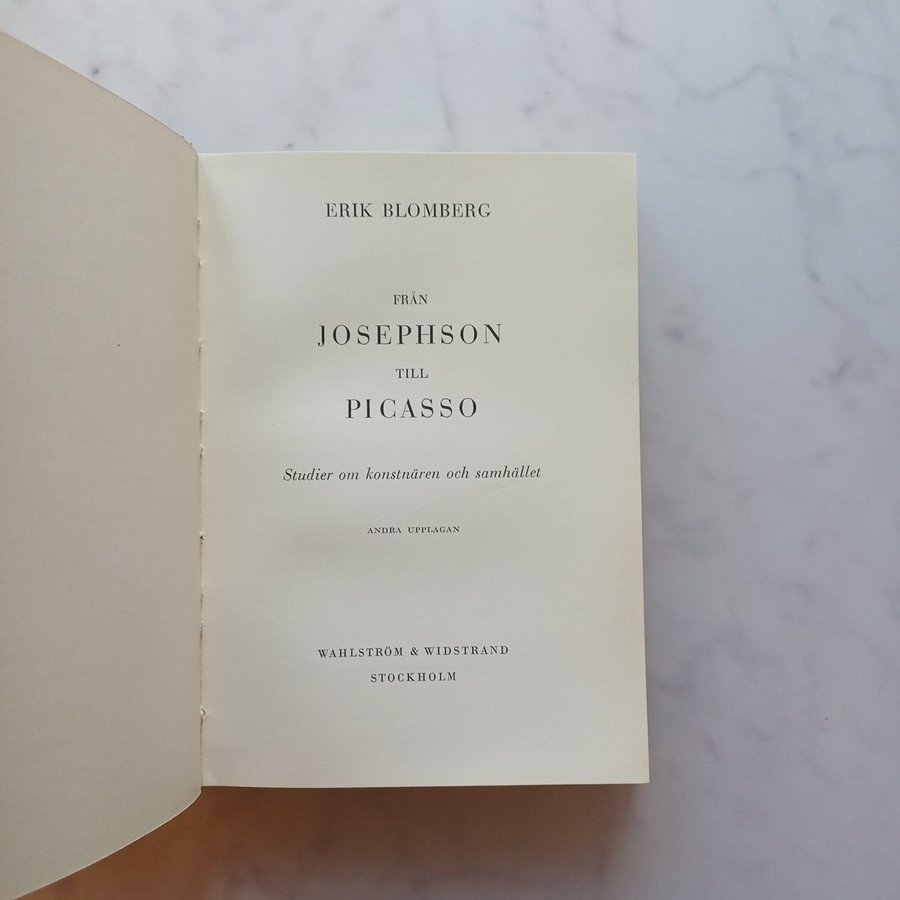 ERIK BLOMBERG
FRÅN
JOSEPHSON
TILL
PICASSO
Studier om konstnären och samhället
ANDRA UPPLAGAN
WAHLSTRÖM & WIDSTRAND
STOCKHOLM